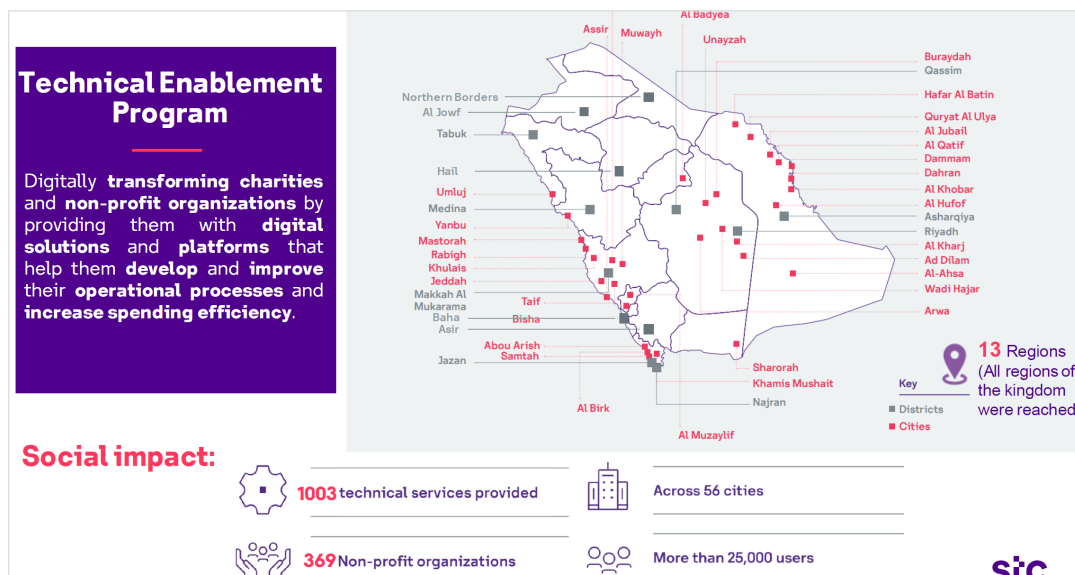 Technical Enablement
Program
Digitally transforming charities
and non-profit organizations by
providing them with digital
solutions and platforms that
help them develop and improve
their operational processes and
increase spending efficiency.
Al Badyea
Assir
Muwayh
Unayzah
Buraydah
Qassim
Northern Borders
Hafar Al Batin
Al Jowf
Quryat Al Ulya
Tabuk
Al Jubail
Al Qatif
Dammam
Hail
Dahran
Umluj
Al Khobar
Medina
Al Hufof
Yanbu
Asharqiya
Riyadh
Mastorah
Al Kharj
Rabigh
Ad Dilam
Khulais
Al-Ahsa
Jeddah
Wadi Hajar
Makkah Al
Mukarama
Taif
Arwa
Baha
Bisha
Asir
Abou Arish
Samtah
Jazan
Sharorah
Khamis Mushait
Najran
Al Birk
Al Muzaylif
13 Regions
(All regions of
the kingdom
were reached
Key
Districts
Cities
Social impact:
1003 technical services provided
Across 56 cities
369 Non-profit organizations
More than 25,000 users
stc